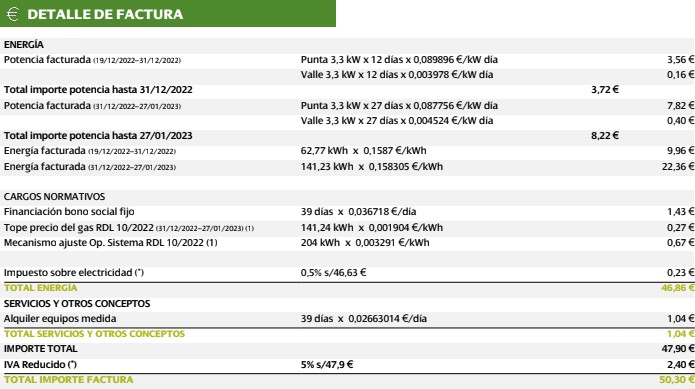 € DETALLE DE FACTURA
ENERGÍA
Potencia facturada (19/12/2022–31/12/2022) Punta 3,3 kW x 12 días x 0,089896 €/kW día 3,56 €
Valle 3,3 kW x 12 días x 0,003978 €/kW día 0,16 €
Total importe potencia hasta 31/12/2022 3,72 €
Potencia facturada (31/12/2022–27/01/2023) Punta 3,3 kW x 27 días x 0,087756 €/kW día 7,82 €
Valle 3,3 kW x 27 días x 0,004524 €/kW día 0,40 €
Total importe potencia hasta 27/01/2023 8,22 €
Energía facturada (19/12/2022–31/12/2022) 62,77 kWh x 0,1587 €/kWh 9,96 €
Energía facturada (31/12/2022–27/01/2023) 141,23 kWh x 0,158305 €/kWh 22,36 €
CARGOS NORMATIVOS
Financiación bono social fijo 39 días x 0,036718 €/día 1,43 €
Tope precio del gas RDL 10/2022 (31/12/2022–27/01/2023) (1) 141,24 kWh x 0,001904 €/kWh 0,27 €
Mecanismo ajuste Op. Sistema RDL 10/2022 (1) 204 kWh x 0,003291 €/kWh 0,67 €
Impuesto sobre electricidad (*) 0,5% s/46,63 € 0,23 €
TOTAL ENERGÍA 46,86 €
SERVICIOS Y OTROS CONCEPTOS
Alquiler equipos medida 39 días x 0,02663014 €/día 1,04 €
TOTAL SERVICIOS Y OTROS CONCEPTOS 1,04 €
IMPORTE TOTAL 47,90 €
IVA Reducido (*) 5% s/47,9 € 2,40 €
TOTAL IMPORTE FACTURA 50,30 €